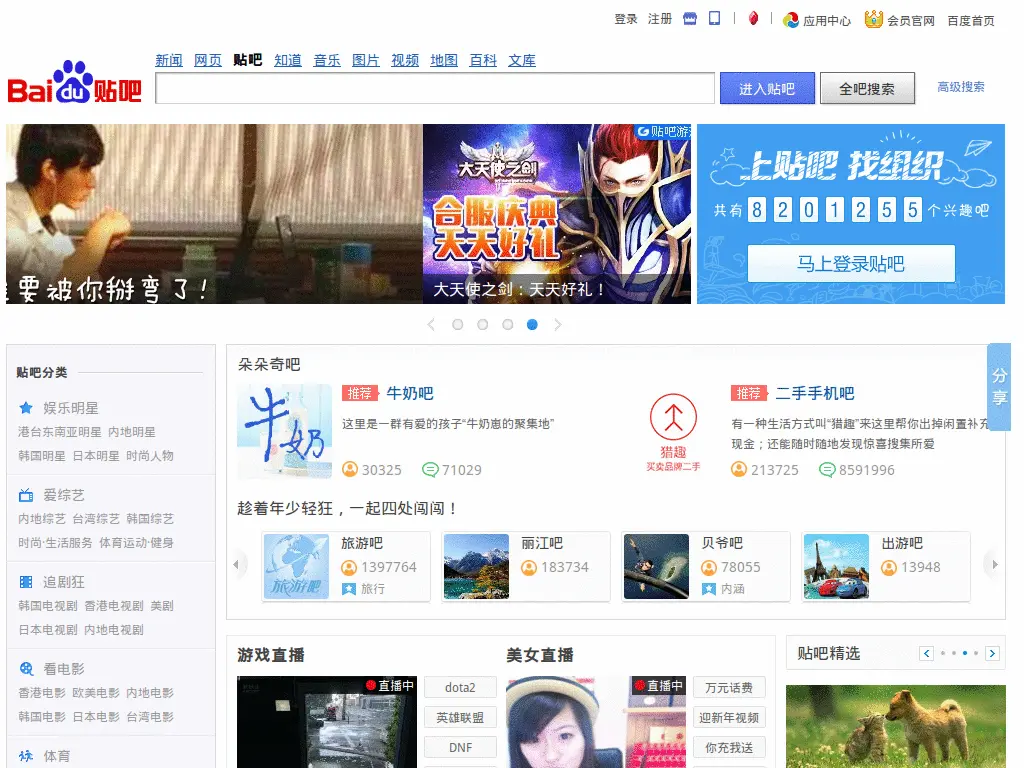 登录 注册 应用中心 会员官网 百度首页
新闻 网页 贴吧 知道 音乐 图片 视频 地图 百科 文库
Bai du 贴吧
进入贴吧 全吧搜索 高级搜索
要被你掰弯了!
贴吧游
大天使之剑
合服庆典
天天好礼
大天使之剑：天天好礼！
上贴吧 找组织
共有 8 2 0 1 2 5 5 个兴趣吧
马上登录贴吧
分享
贴吧分类
娱乐明星
港台东南亚明星 内地明星
韩国明星 日本明星 时尚人物
爱综艺
内地综艺 台湾综艺 韩国综艺
时尚·生活服务 体育运动·健身
追剧狂
韩国电视剧 香港电视剧 美剧
日本电视剧 内地电视剧
看电影
香港电影 欧美电影 内地电影
韩国电影 日本电影 台湾电影
体育
朵朵奇吧
牛奶
推荐 牛奶吧
这里是一群有爱的孩子“牛奶崽的聚集地”
30325 71029
猎趣
买卖品牌二手
推荐 二手手机吧
有一种生活方式叫“猎趣”来这里帮你出掉闲置补充
现金；还能随时随地发现惊喜搜集所爱
213725 8591996
趁着年少轻狂，一起四处闯闯！
旅游吧
旅游吧
1397764
旅行
丽江吧
183734
贝爷吧
78055
内涵
出游吧
13948
游戏直播
直播中
dota2
英雄联盟
DNF
美女直播
直播中
万元话费
迎新年视频
你充我送
贴吧精选